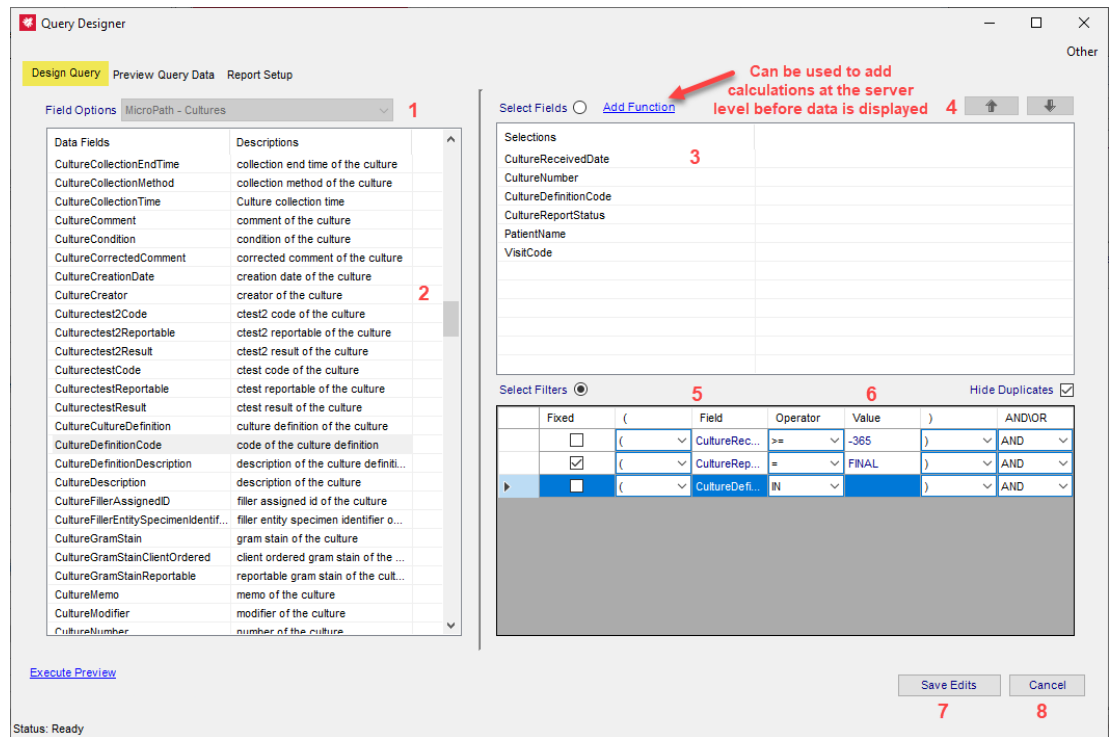 Query Designer
Other
Design Query Preview Query Data Report Setup
Can be used to add
calculations at the server
level before data is displayed
Field Options MicroPath - Cultures 1
Select Fields Add Function 4
Data Fields Descriptions
CultureCollectionEndTime collection end time of the culture
CultureCollectionMethod collection method of the culture
CultureCollectionTime Culture collection time
CultureComment comment of the culture
CultureCondition condition of the culture
CultureCorrectedComment corrected comment of the culture
CultureCreationDate creation date of the culture
CultureCreator creator of the culture 2
Culturectest2Code ctest2 code of the culture
Culturectest2Reportable ctest2 reportable of the culture
Culturectest2Result ctest2 result of the culture
CulturectestCode ctest code of the culture
CulturectestReportable ctest reportable of the culture
CulturectestResult ctest result of the culture
CultureCultureDefinition culture definition of the culture
CultureDefinitionCode code of the culture definition
CultureDefinitionDescription description of the culture definiti...
CultureDescription description of the culture
CultureFillerAssignedID filler assigned id of the culture
CultureFillerEntitySpecimenIdentif... filler entity specimen identifier o...
CultureGramStain gram stain of the culture
CultureGramStainClientOrdered client ordered gram stain of the ...
CultureGramStainReportable reportable gram stain of the cult...
CultureMemo memo of the culture
CultureModifier modifier of the culture
CultureNumber number of the culture
Selections
CultureReceivedDate 3
CultureNumber
CultureDefinitionCode
CultureReportStatus
PatientName
VisitCode
Select Filters 5 6 Hide Duplicates
Fixed ( Field Operator Value ) AND\OR
( CultureRec... >= -365 ) AND
( CultureRep... = FINAL ) AND
( CultureDefi... IN ) AND
Execute Preview
Save Edits Cancel
7 8
Status: Ready